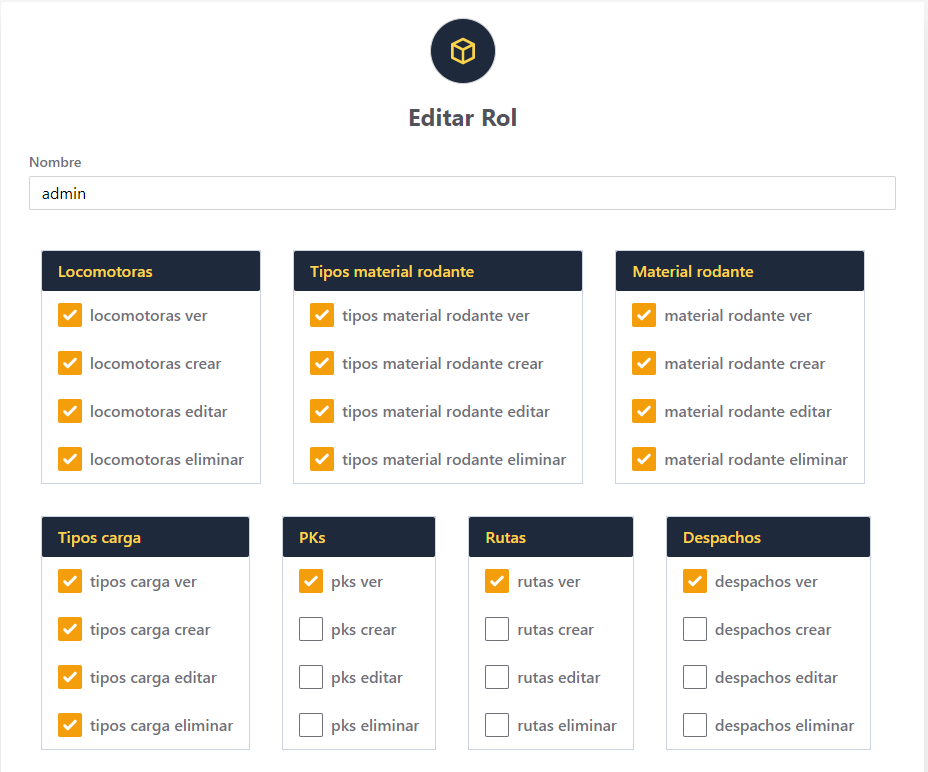 Editar Rol
Nombre
admin
Locomotoras
locomotoras ver
locomotoras crear
locomotoras editar
locomotoras eliminar
Tipos material rodante
tipos material rodante ver
tipos material rodante crear
tipos material rodante editar
tipos material rodante eliminar
Material rodante
material rodante ver
material rodante crear
material rodante editar
material rodante eliminar
Tipos carga
tipos carga ver
tipos carga crear
tipos carga editar
tipos carga eliminar
PKs
pks ver
pks crear
pks editar
pks eliminar
Rutas
rutas ver
rutas crear
rutas editar
rutas eliminar
Despachos
despachos ver
despachos crear
despachos editar
despachos eliminar